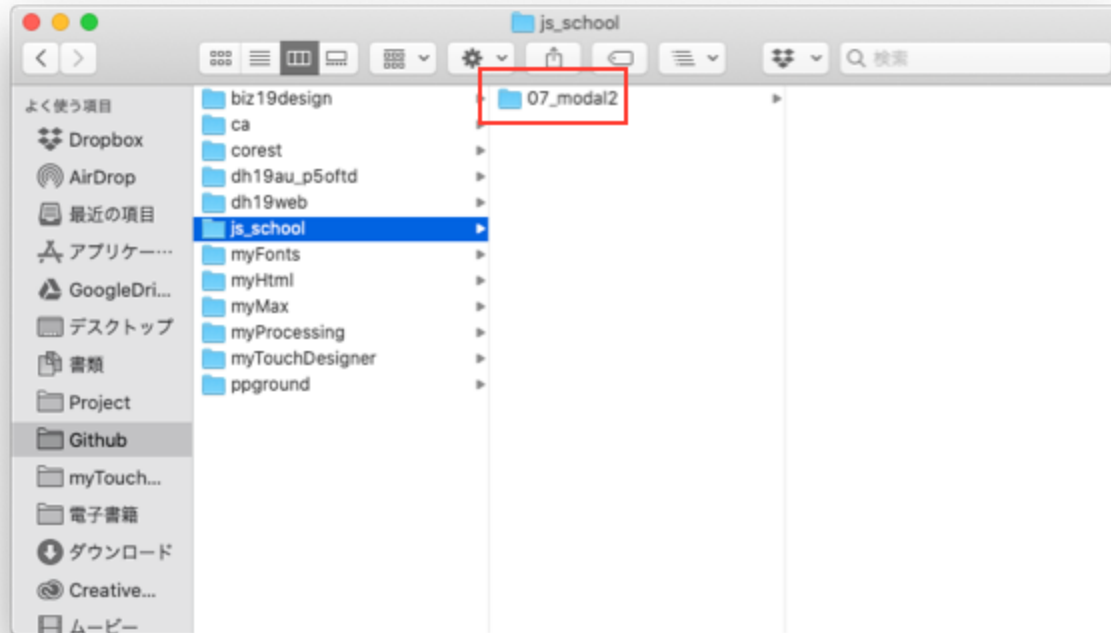 js_school
検索
よく使う項目
Dropbox
AirDrop
最近の項目
アプリケー…
GoogleDri...
デスクトップ
書類
Project
Github
myTouch...
電子書籍
ダウンロード
Creative...
ムービー
biz19design
ca
corest
dh19au_p5oftd
dh19web
js_school
myFonts
myHtml
myMax
myProcessing
myTouchDesigner
ppground
07_modal2